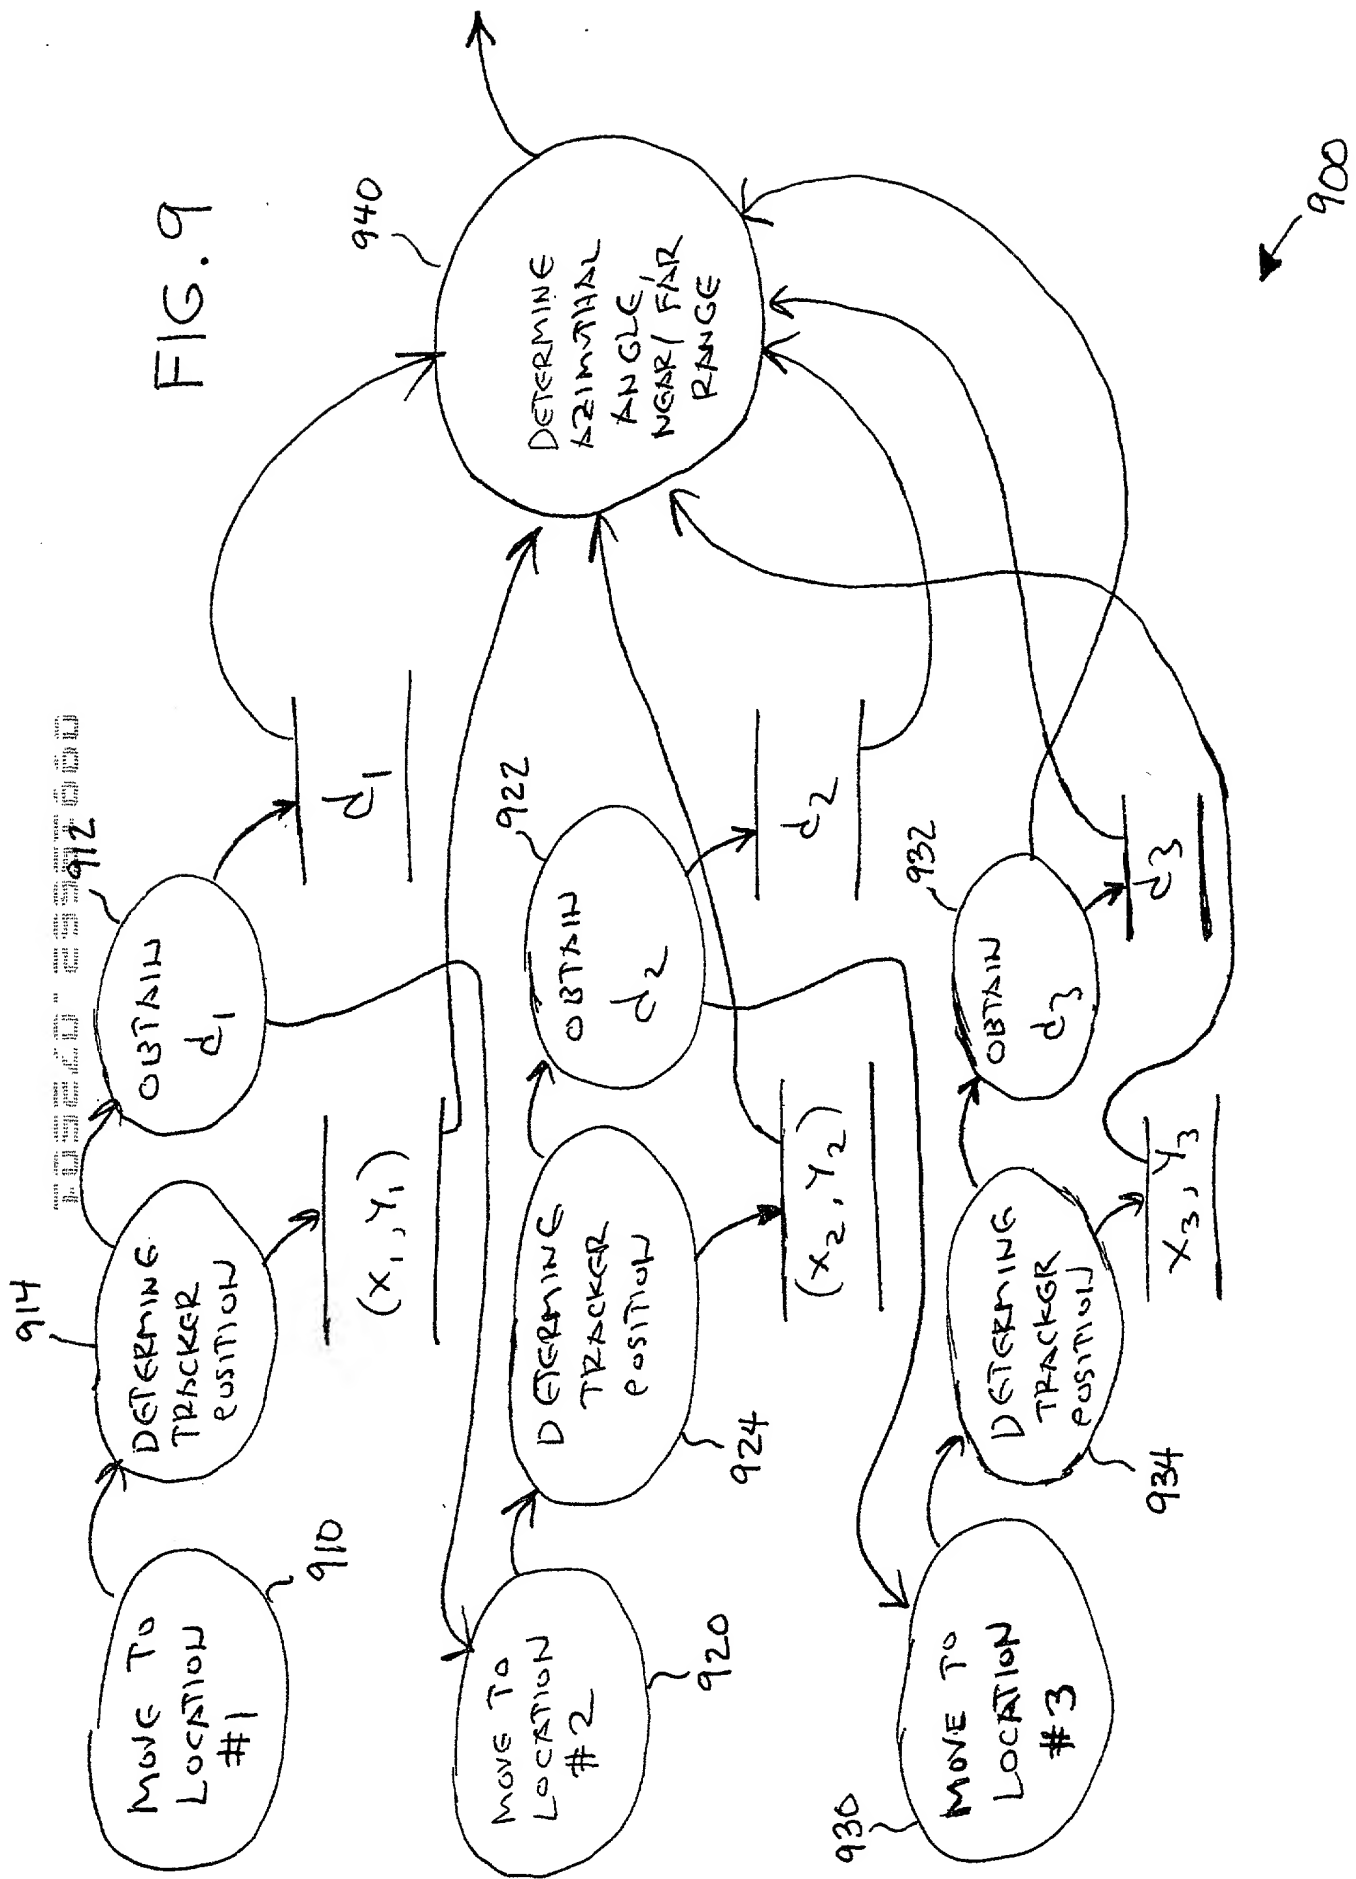 FIG. 9
900
MOVE TO
LOCATION
#1
910
DETERMINE
TRACKER
POSITION
914
OBTAIN
d1
912
(x1, y1)
d1
MOVE TO
LOCATION
#2
920
DETERMINE
TRACKER
POSITION
924
OBTAIN
d2
922
(x2, y2)
d2
MOVE TO
LOCATION
#3
930
DETERMINE
TRACKER
POSITION
934
OBTAIN
d3
932
x3, y3
d3
DETERMINE
AZIMUTHAL
ANGLE,
NEAR/FAR
RANGE
940